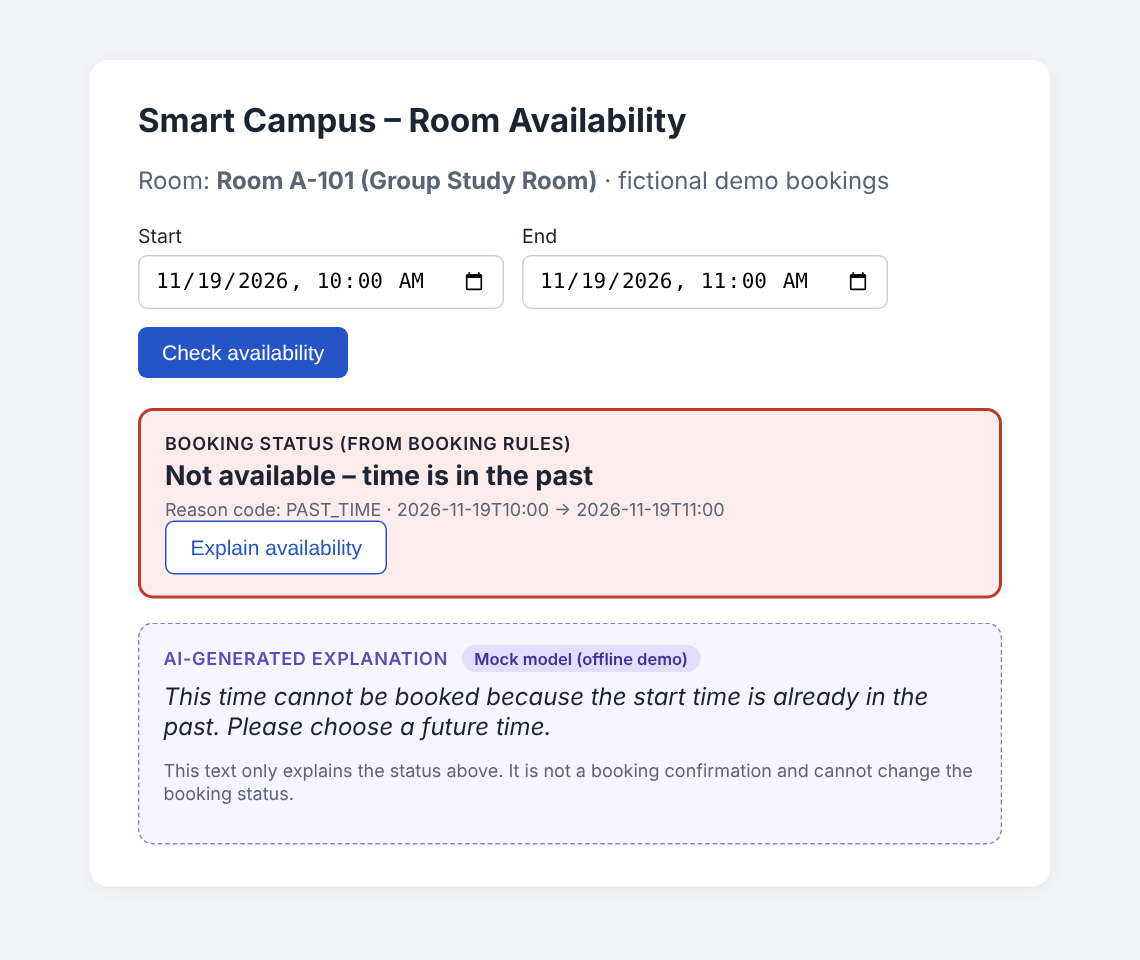 Smart Campus – Room Availability
Room: Room A-101 (Group Study Room) · fictional demo bookings
Start
End
11/19/2026, 10:00 AM
11/19/2026, 11:00 AM
Check availability
BOOKING STATUS (FROM BOOKING RULES)
Not available – time is in the past
Reason code: PAST_TIME · 2026-11-19T10:00 → 2026-11-19T11:00
Explain availability
AI-GENERATED EXPLANATION Mock model (offline demo)
This time cannot be booked because the start time is already in the
past. Please choose a future time.
This text only explains the status above. It is not a booking confirmation and cannot change the
booking status.